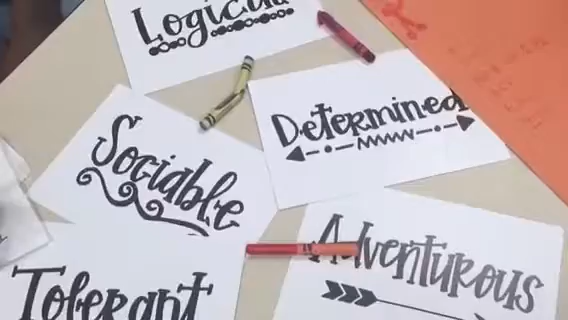 Logical
Determined
Sociable
Adventurous
Tolerant